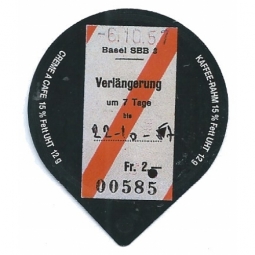 -6.10.57
Basel SBB 2
Verlängerung
um 7 Tage
bis
22-10-57
Fr. 2.—
00585
CREME A CAFE 15 % Fett UHT 12 g
KAFFEE-RAHM 15 % Fett UHT 12 g